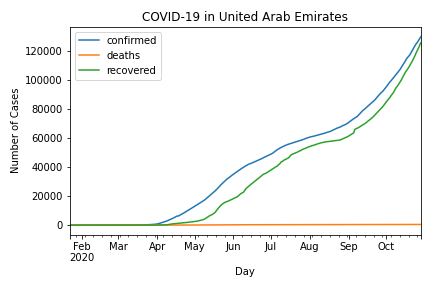 COVID-19 in United Arab Emirates
confirmed
deaths
recovered
Number of Cases
120000
100000
80000
60000
40000
20000
0
Feb Mar Apr May Jun Jul Aug Sep Oct
2020
Day